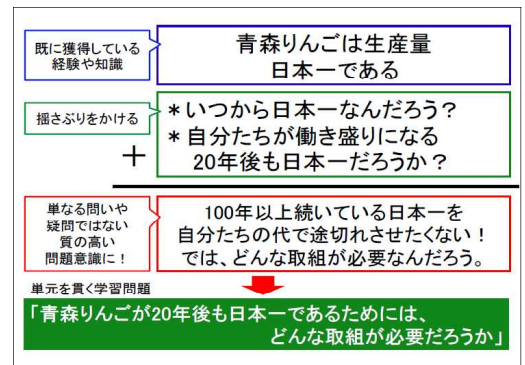 既に獲得している
経験や知識
青森りんごは生産量
日本一である
揺さぶりをかける
＊いつから日本一なんだろう？
＊自分たちが働き盛りになる
20年後も日本一だろうか？
＋
単なる問いや
疑問ではない
質の高い
問題意識に！
100年以上続いている日本一を
自分たちの代で途切れさせたくない！
では、どんな取組が必要なんだろう。
単元を貫く学習問題
「青森りんごが20年後も日本一であるためには、
どんな取組が必要だろうか」